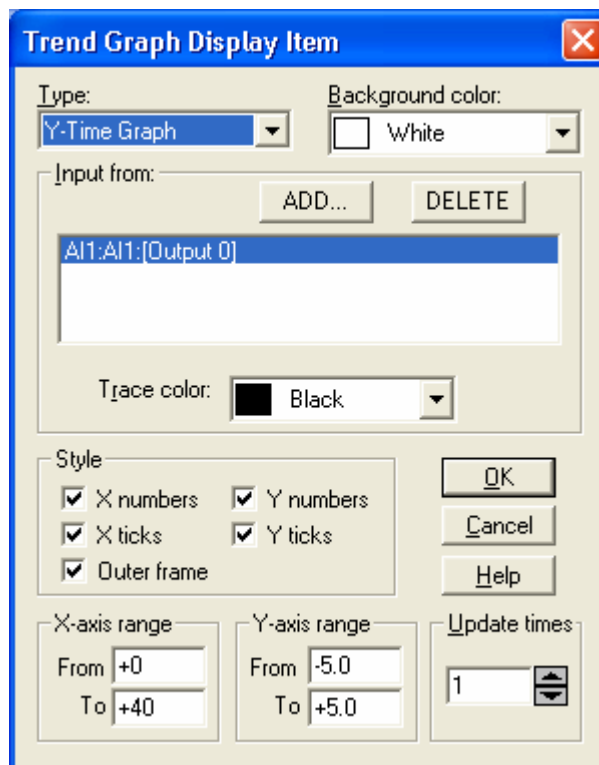 Trend Graph Display Item
Type:
Background color:
Y-Time Graph
White
Input from:
ADD...
DELETE
AI1:AI1:[Output 0]
Trace color:
Black
Style
X numbers
Y numbers
X ticks
Y ticks
Outer frame
OK
Cancel
Help
X-axis range
From +0
To +40
Y-axis range
From -5.0
To +5.0
Update times
1